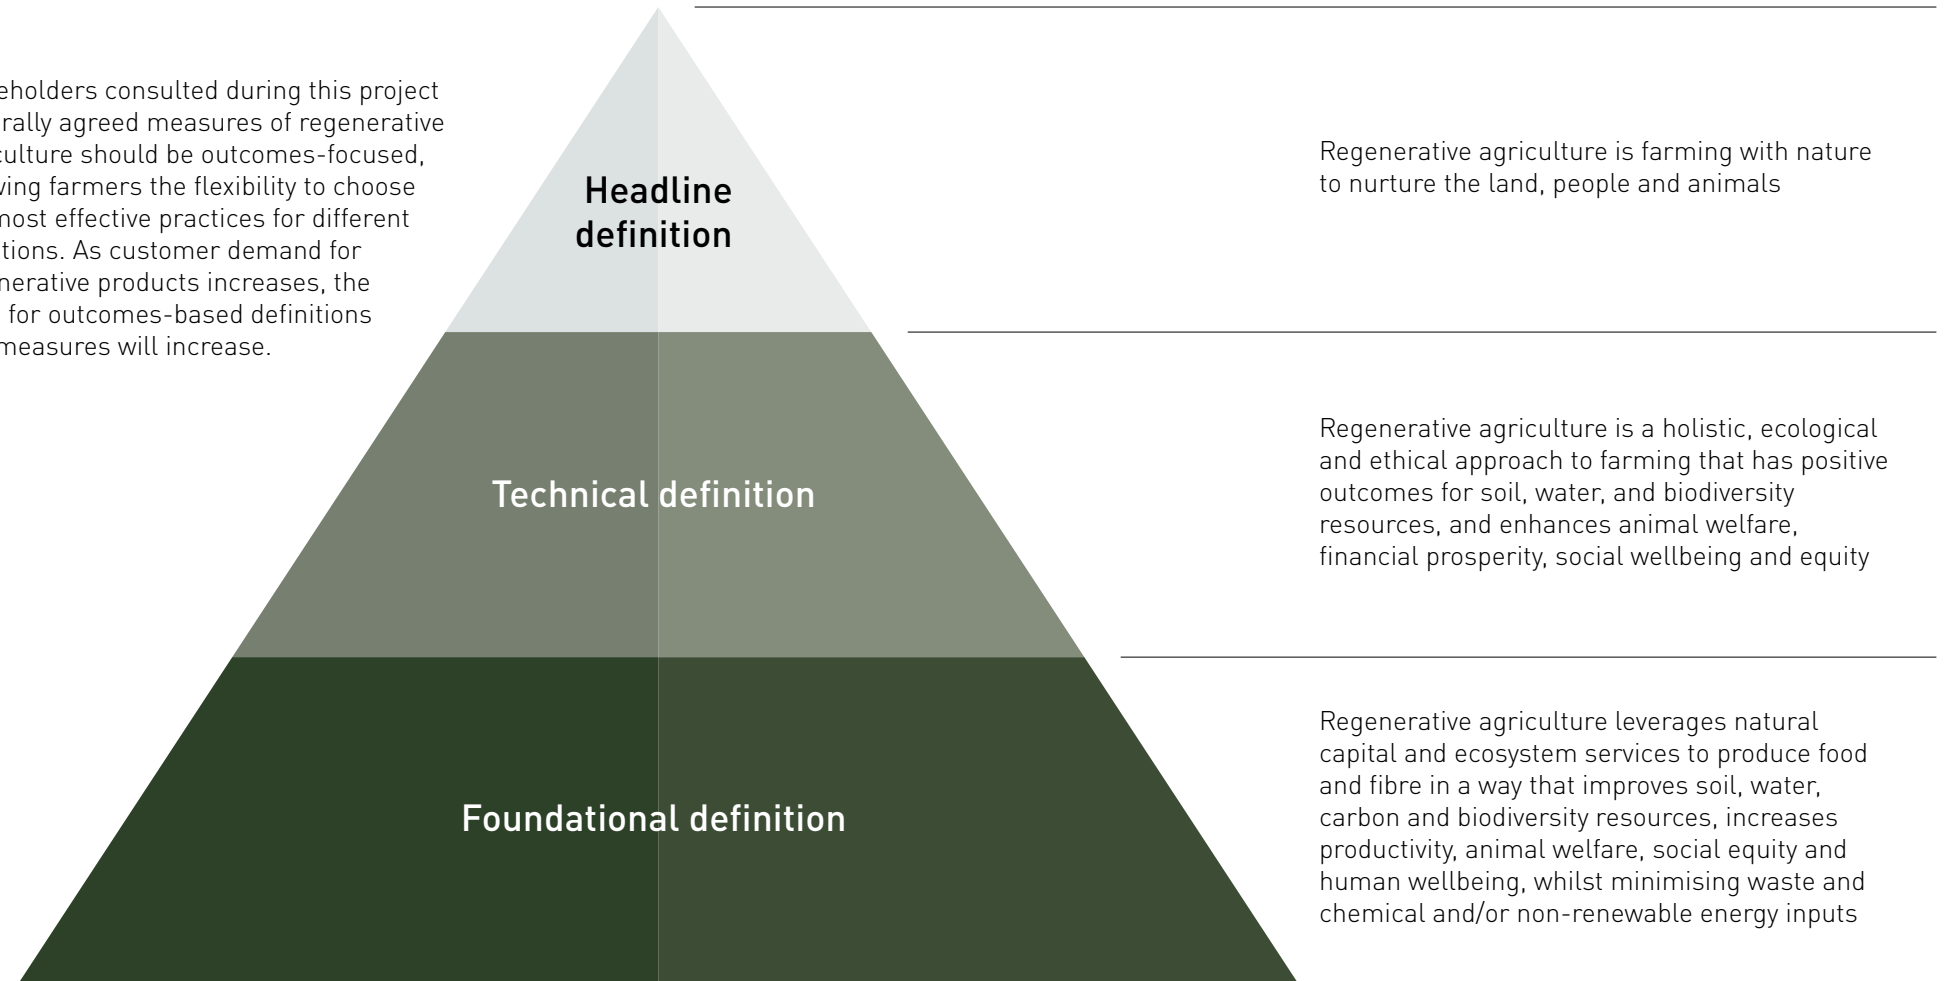 eholders consulted during this project
rally agreed measures of regenerative
culture should be outcomes-focused,
ving farmers the flexibility to choose
most effective practices for different
tions. As customer demand for
nerative products increases, the
for outcomes-based definitions
measures will increase.
Headline
definition
Regenerative agriculture is farming with nature
to nurture the land, people and animals
Technical definition
Regenerative agriculture is a holistic, ecological
and ethical approach to farming that has positive
outcomes for soil, water, and biodiversity
resources, and enhances animal welfare,
financial prosperity, social wellbeing and equity
Foundational definition
Regenerative agriculture leverages natural
capital and ecosystem services to produce food
and fibre in a way that improves soil, water,
carbon and biodiversity resources, increases
productivity, animal welfare, social equity and
human wellbeing, whilst minimising waste and
chemical and/or non-renewable energy inputs